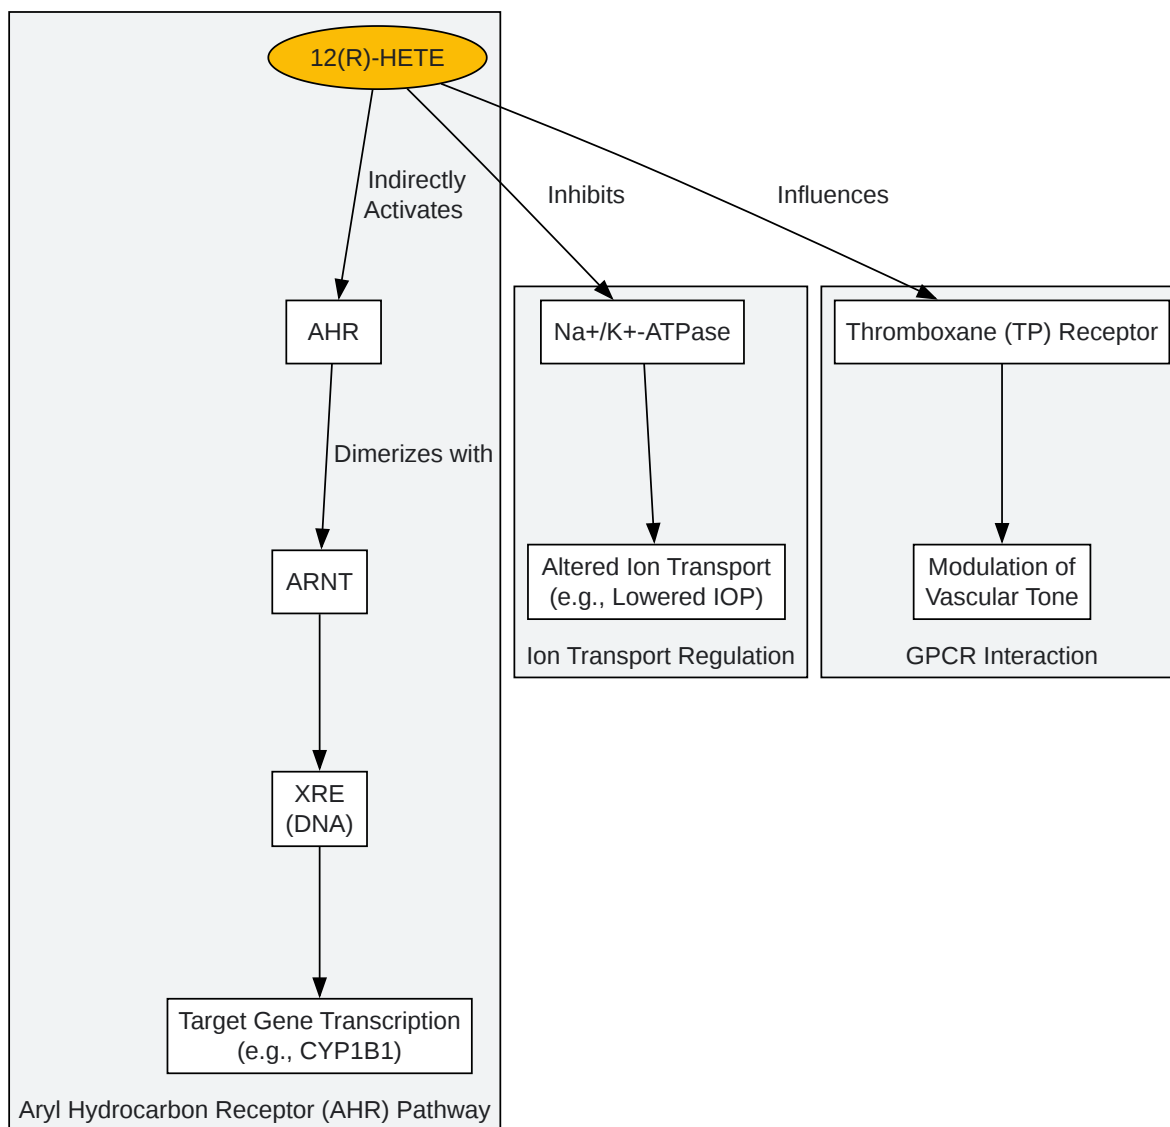 12(R)-HETE
Indirectly
Activates
Inhibits
Influences
AHR
Na+/K+-ATPase
Thromboxane (TP) Receptor
Dimerizes with
ARNT
Altered Ion Transport
(e.g., Lowered IOP)
Modulation of
Vascular Tone
Ion Transport Regulation
GPCR Interaction
XRE
(DNA)
Target Gene Transcription
(e.g., CYP1B1)
Aryl Hydrocarbon Receptor (AHR) Pathway